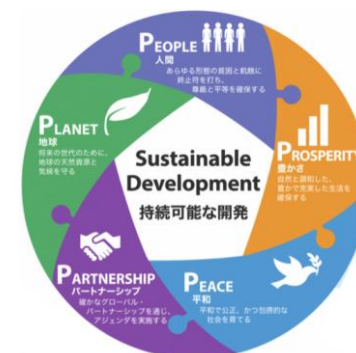 PEOPLE
人間
あらゆる形態の貧困と飢餓に
終止符を打ち、
尊厳と平等を確保する
PROSPERITY
豊かさ
自然と調和した、
豊かで充実した生活を
確保する
PEACE
平和
平和で公正、かつ包摂的な
社会を育てる
PARTNERSHIP
パートナーシップ
確かなグローバル・
パートナーシップを通じ、
アジェンダを実施する
PLANET
地球
将来の世代のために、
地球の天然資源と
気候を守る
Sustainable
Development
持続可能な開発